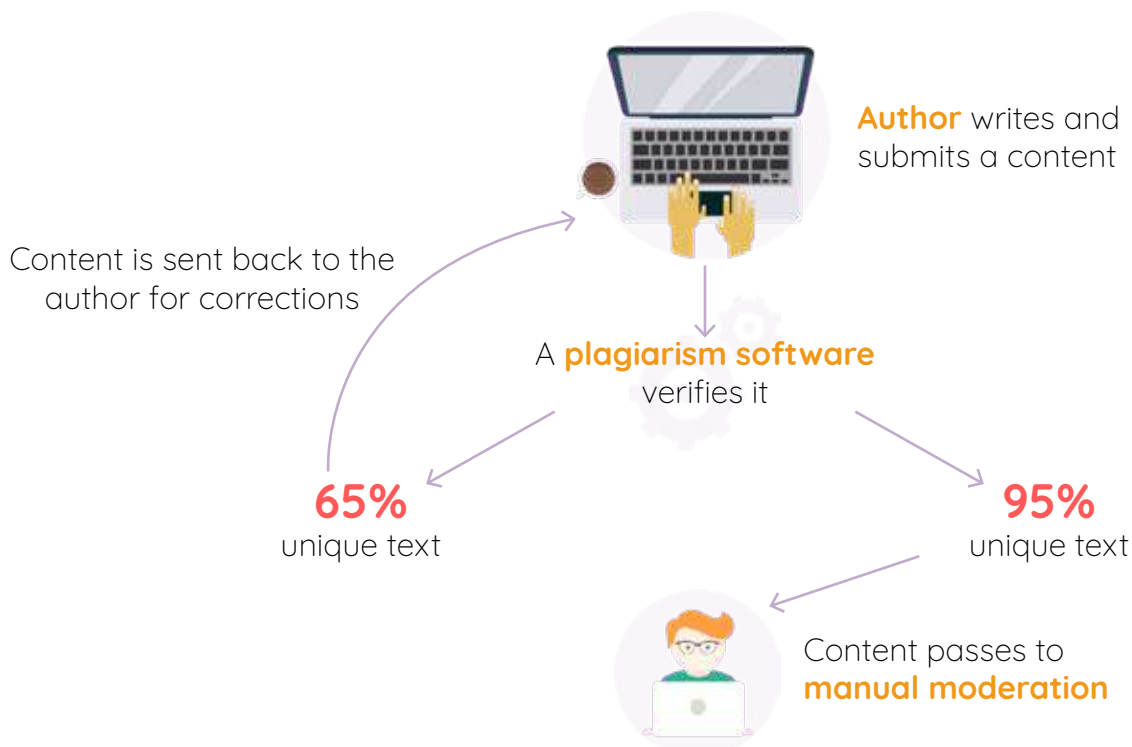 Author writes and
submits a content
Content is sent back to the
author for corrections
A plagiarism software
verifies it
65%
unique text
95%
unique text
Content passes to
manual moderation